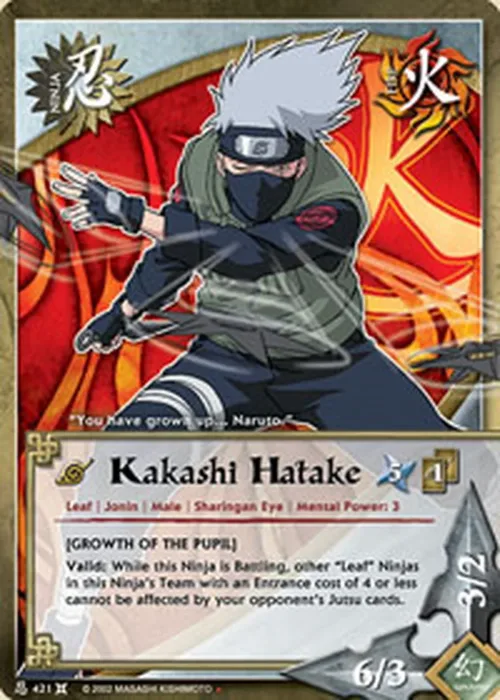 NINJA
忍
火
"You have grown up... Naruto."
Kakashi Hatake 5 1
Leaf | Jonin | Male | Sharingan Eye | Mental Power: 3
[GROWTH OF THE PUPIL]
Valid: While this Ninja is Battling, other "Leaf" Ninjas
in this Ninja's Team with an Entrance cost of 4 or less
cannot be affected by your opponent's Jutsu cards.
3/2
6/3
幻
忍 421 © 2002 MASASHI KISHIMOTO